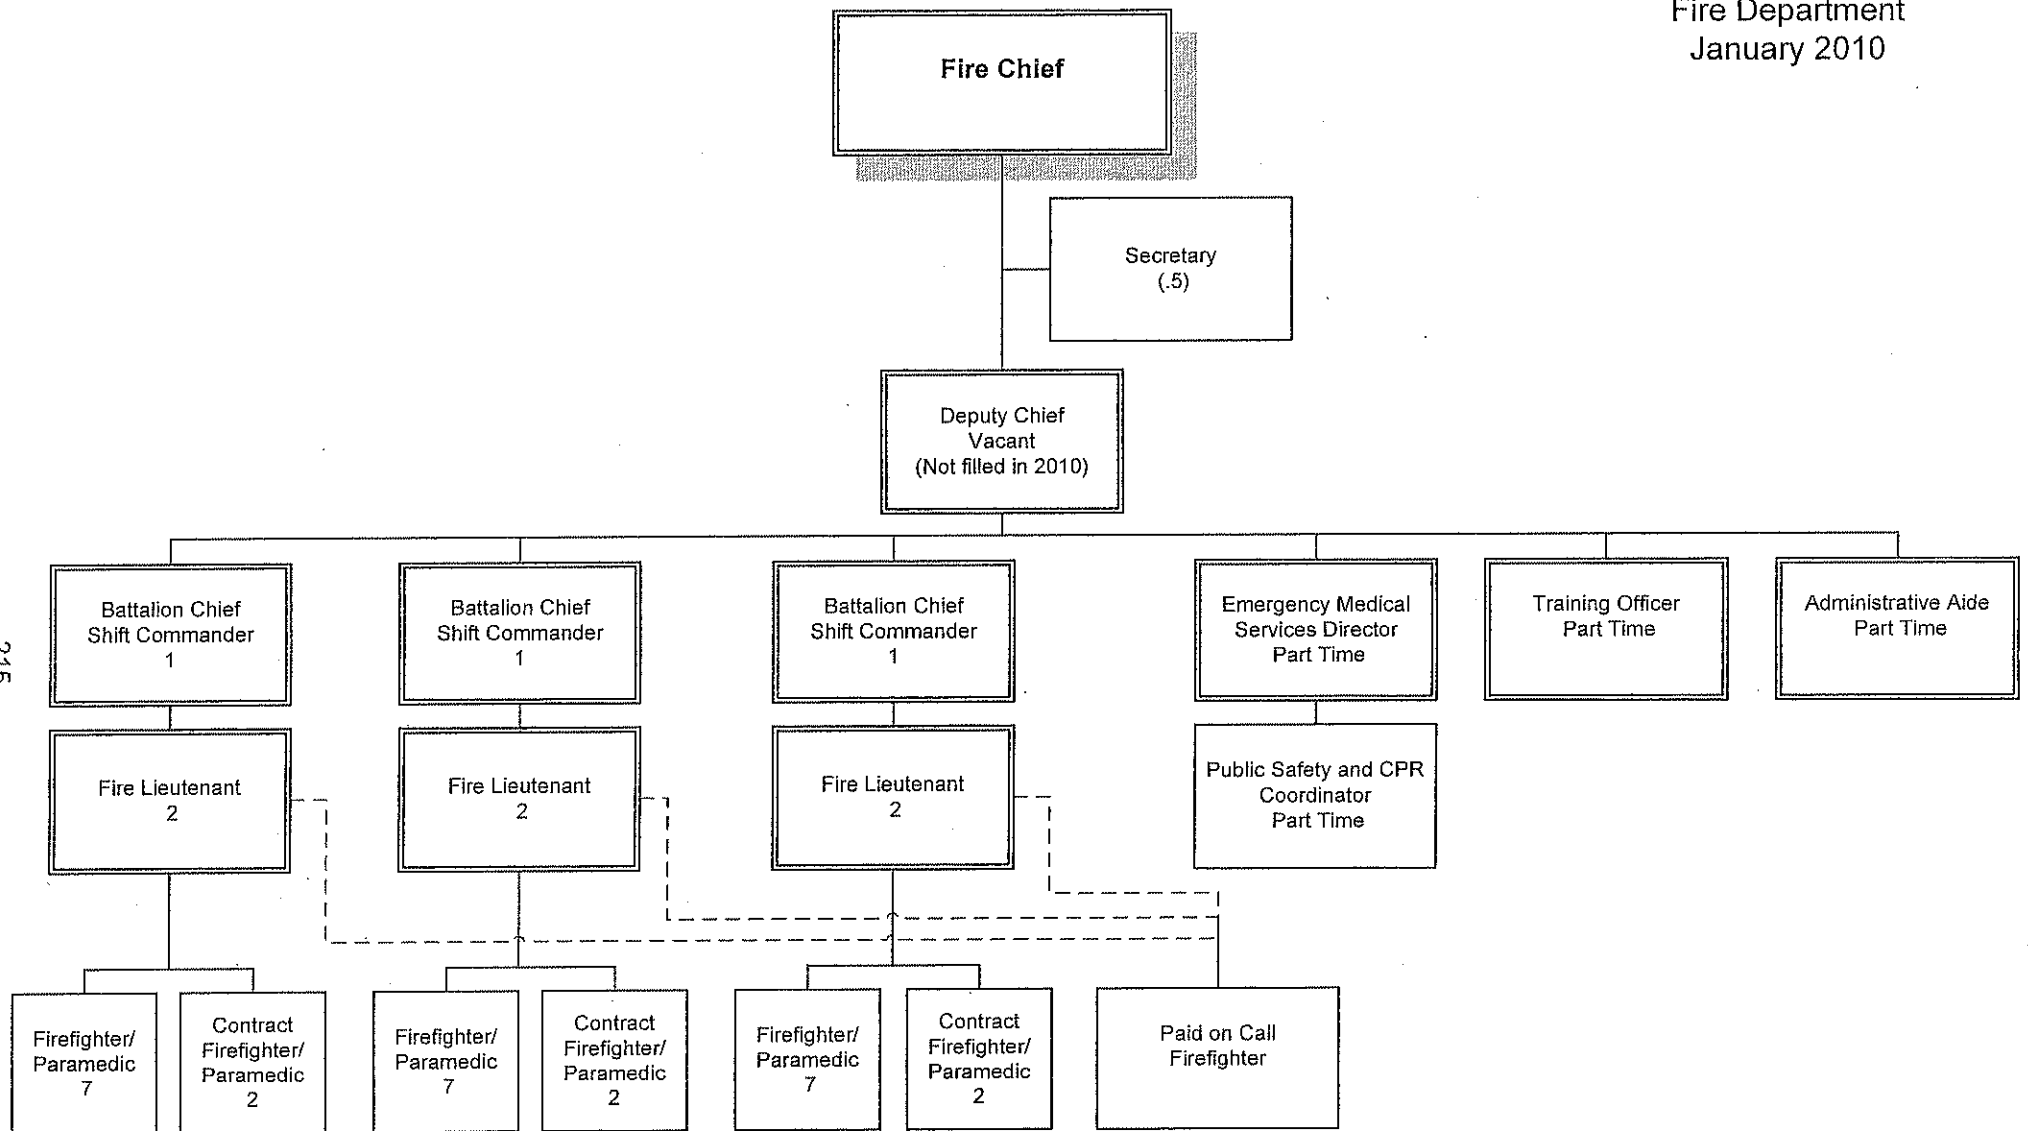 Fire Department
January 2010
Fire Chief
Secretary
(.5)
Deputy Chief
Vacant
(Not filled in 2010)
Battalion Chief
Shift Commander
1
Battalion Chief
Shift Commander
1
Battalion Chief
Shift Commander
1
Emergency Medical
Services Director
Part Time
Training Officer
Part Time
Administrative Aide
Part Time
Fire Lieutenant
2
Fire Lieutenant
2
Fire Lieutenant
2
Public Safety and CPR
Coordinator
Part Time
Firefighter/
Paramedic
7
Contract
Firefighter/
Paramedic
2
Firefighter/
Paramedic
7
Contract
Firefighter/
Paramedic
2
Firefighter/
Paramedic
7
Contract
Firefighter/
Paramedic
2
Paid on Call
Firefighter